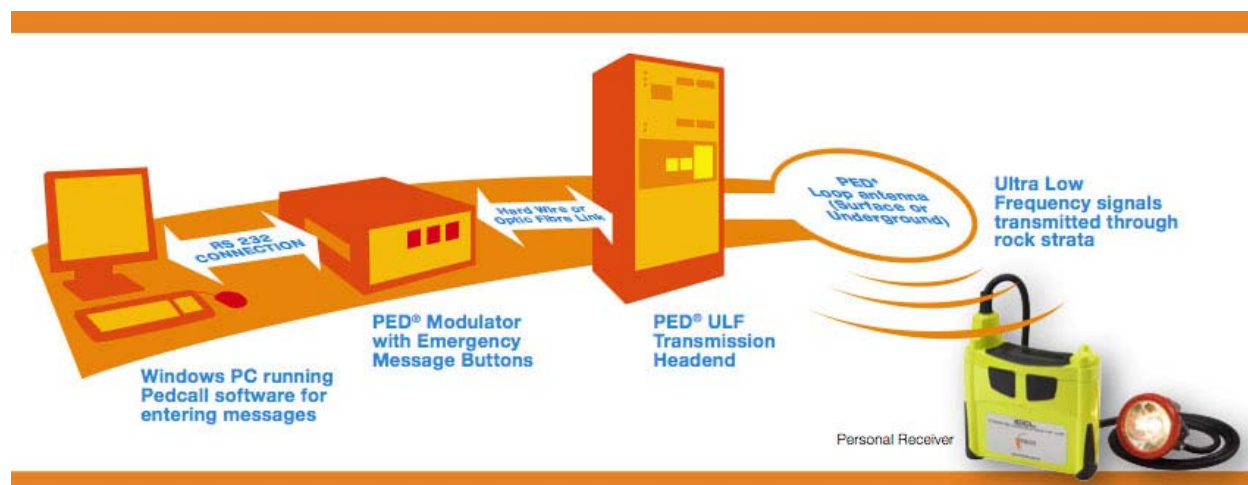 RS 232
CONNECTION
Hard Wire or
Optic Fibre Link
PED®
Loop antenna
(Surface or
Underground)
Ultra Low
Frequency signals
transmitted through
rock strata
PED® Modulator
with Emergency
Message Buttons
PED® ULF
Transmission
Headend
Windows PC running
Pedcall software for
entering messages
Personal Receiver